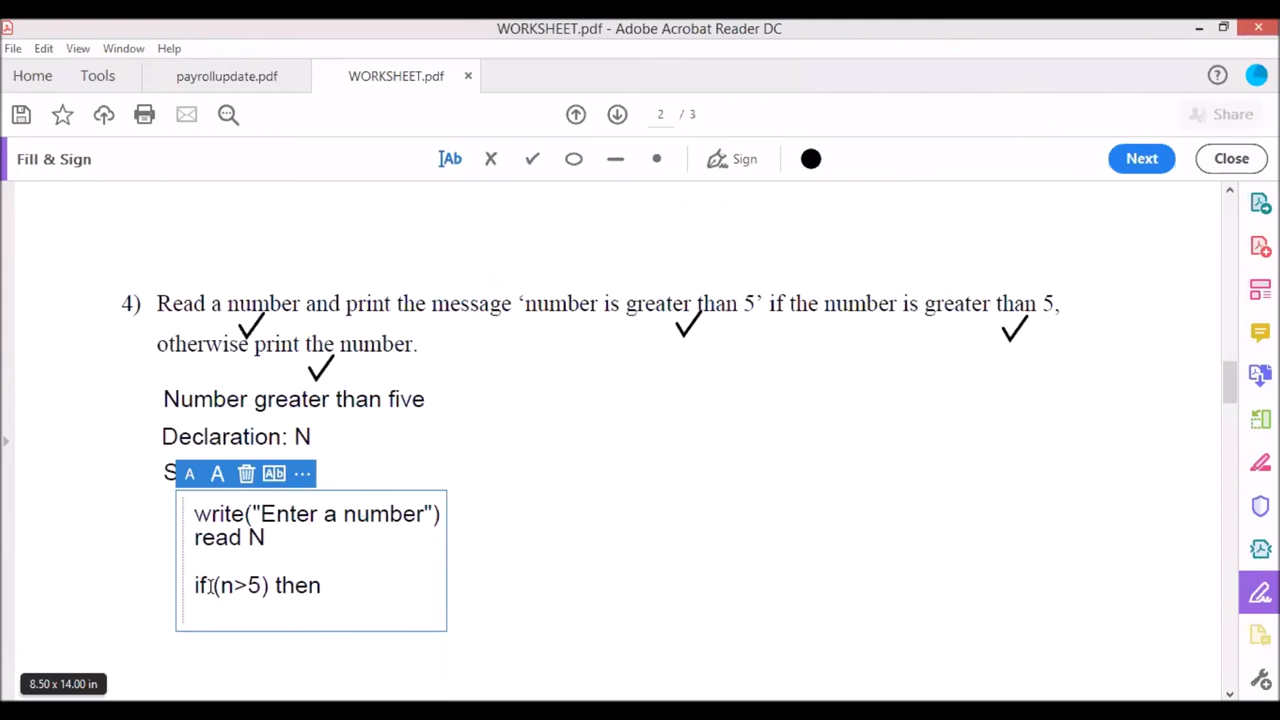 WORKSHEET.pdf - Adobe Acrobat Reader DC
File Edit View Window Help
Home Tools payrollupdate.pdf WORKSHEET.pdf
2 / 3
Share
Fill & Sign
Ab
Sign
Next
Close
4) Read a number and print the message ‘number is greater than 5’ if the number is greater than 5,
otherwise print the number.
Number greater than five
Declaration: N
S
A A Ab
write("Enter a number")
read N
if (n>5) then
8.50 x 14.00 in